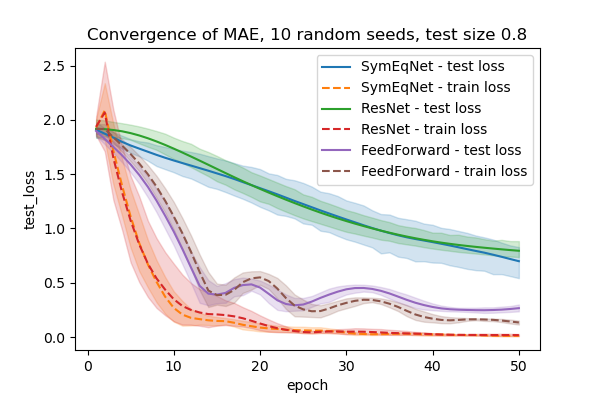 Convergence of MAE, 10 random seeds, test size 0.8
SymEqNet - test loss
SymEqNet - train loss
ResNet - test loss
ResNet - train loss
FeedForward - test loss
FeedForward - train loss
test_loss
2.5
2.0
1.5
1.0
0.5
0.0
0 10 20 30 40 50
epoch